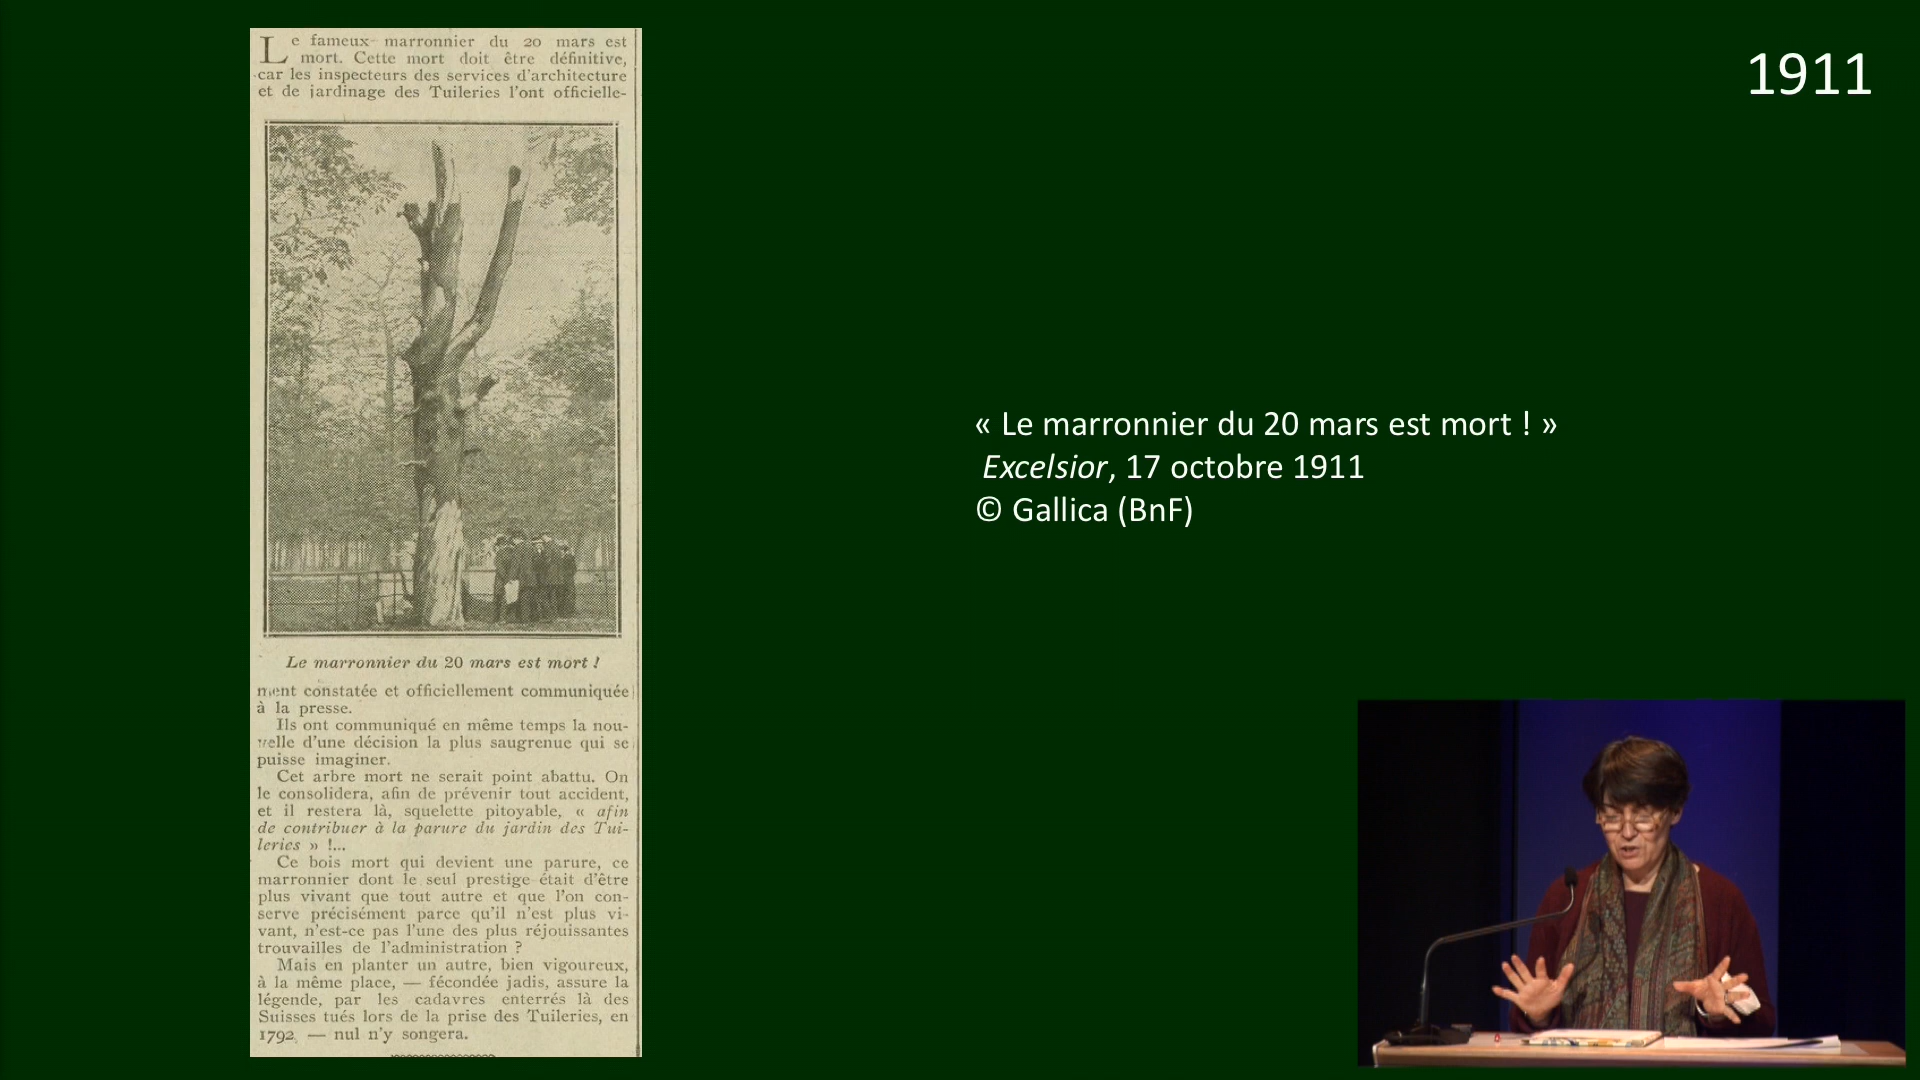 Le fameux marronnier du 20 mars est
mort. Cette mort doit être définitive,
car les inspecteurs des services d'architecture
et de jardinage des Tuileries l'ont officielle-
Le marronnier du 20 mars est mort !
ment constatée et officiellement communiquée
à la presse.
Ils ont communiqué en même temps la nou-
velle d'une décision la plus saugrenue qui se
puisse imaginer.
Cet arbre mort ne serait point abattu. On
le consolidera, afin de prévenir tout accident,
et il restera là, squelette pitoyable, « afin
de contribuer à la parure du jardin des Tui-
leries » !...
Ce bois mort qui devient une parure, ce
marronnier dont le seul prestige était d'être
plus vivant que tout autre et que l'on con-
serve précisément parce qu'il n'est plus vi-
vant, n'est-ce pas l'une des plus réjouissantes
trouvailles de l'administration ?
Mais en planter un autre, bien vigoureux,
à la même place, — fécondée jadis, assure la
légende, par les cadavres enterrés là des
Suisses tués lors de la prise des Tuileries, en
1792, — nul n'y songera.
1911
« Le marronnier du 20 mars est mort ! »
Excelsior, 17 octobre 1911
© Gallica (BnF)